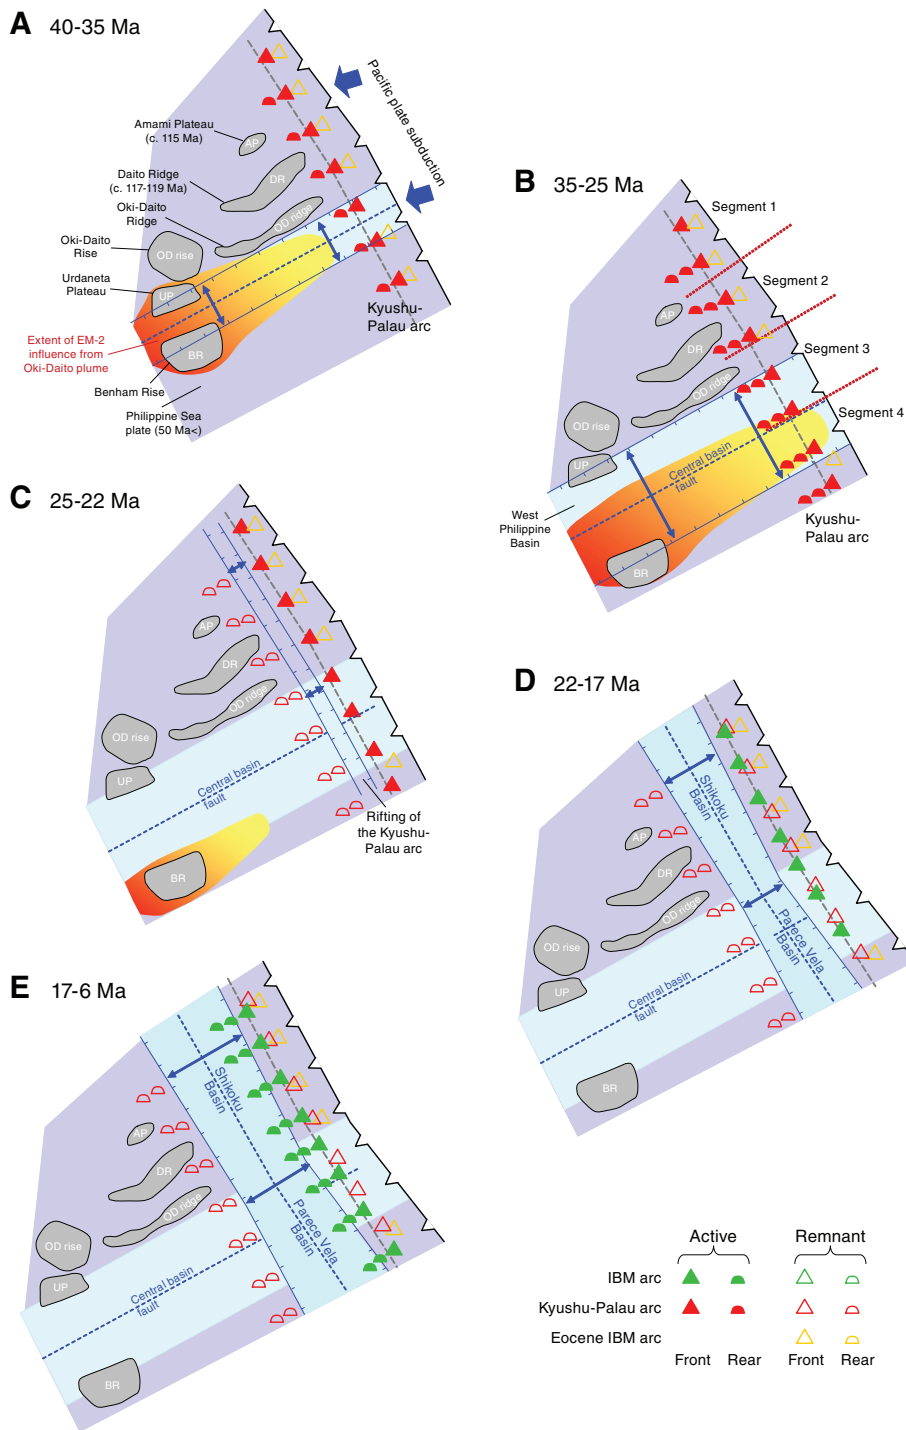 A 40-35 Ma
Pacific plate subduction
Amami Plateau
(c. 115 Ma)
AP
Daito Ridge
(c. 117-119 Ma)
DR
Oki-Daito
Ridge
OD ridge
Oki-Daito
Rise
OD rise
Urdaneta
Plateau
UP
Extent of EM-2
influence from
Oki-Daito plume
BR
Benham Rise
Philippine Sea
plate (50 Ma<)
Kyushu-
Palau arc
B 35-25 Ma
Segment 1
Segment 2
Segment 3
Segment 4
AP
DR
OD ridge
OD rise
UP
Central basin
fault
West
Philippine
Basin
BR
Kyushu-
Palau arc
C 25-22 Ma
AP
DR
OD ridge
OD rise
UP
Central basin
fault
BR
Rifting of
the Kyushu-
Palau arc
D 22-17 Ma
Shikoku
Basin
AP
DR
OD ridge
OD rise
UP
Parece Vela
Basin
Central basin
fault
BR
E 17-6 Ma
Shikoku
Basin
AP
DR
OD ridge
OD rise
UP
Parece Vela
Basin
Central basin
fault
BR
Active Remnant
IBM arc
Kyushu-Palau arc
Eocene IBM arc
Front Rear Front Rear